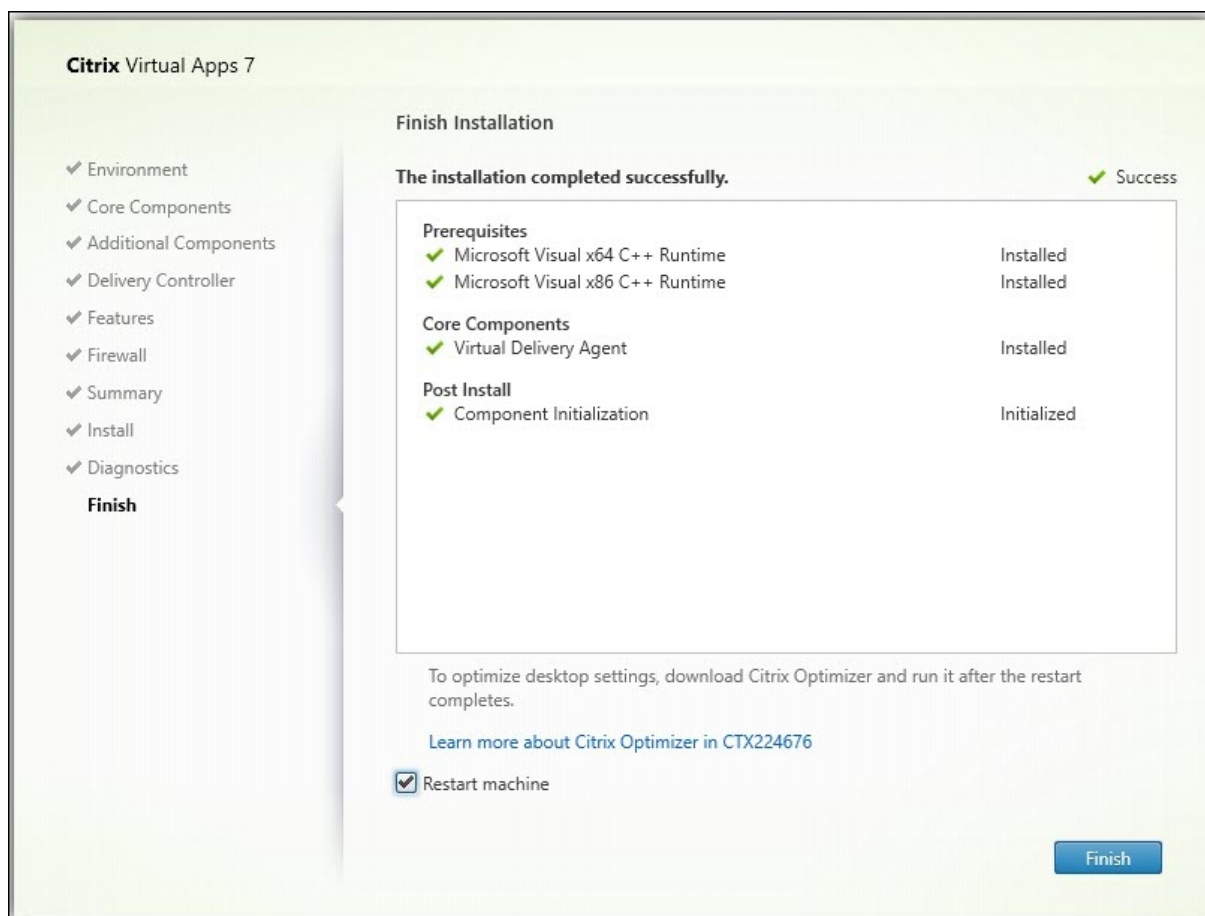 Citrix Virtual Apps 7
Environment
Core Components
Additional Components
Delivery Controller
Features
Firewall
Summary
Install
Diagnostics
Finish
Finish Installation
The installation completed successfully. Success
Prerequisites
Microsoft Visual x64 C++ Runtime Installed
Microsoft Visual x86 C++ Runtime Installed
Core Components
Virtual Delivery Agent Installed
Post Install
Component Initialization Initialized
To optimize desktop settings, download Citrix Optimizer and run it after the restart
completes.
Learn more about Citrix Optimizer in CTX224676
Restart machine
Finish